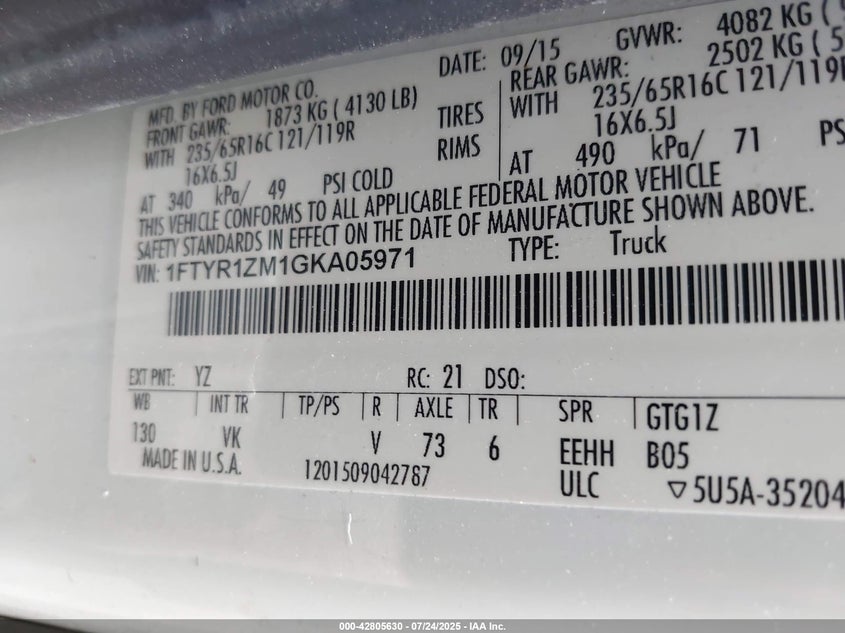 MFD. BY FORD MOTOR CO.
DATE: 09/15 GVWR: 4082 KG (
FRONT GAWR: 1873 KG ( 4130 LB)
REAR GAWR: 2502 KG ( 5
WITH 235/65R16C 121/119R TIRES WITH 235/65R16C 121/119R
16X6.5J RIMS 16X6.5J
AT 340 kPa/ 49 PSI COLD AT 490 kPa/ 71 PS
THIS VEHICLE CONFORMS TO ALL APPLICABLE FEDERAL MOTOR VEHICLE
SAFETY STANDARDS IN EFFECT ON THE DATE OF MANUFACTURE SHOWN ABOVE.
VIN: 1FTYR1ZM1GKA05971 TYPE: Truck
EXT PNT: YZ RC: 21 DSO:
WB INT TR TP/PS R AXLE TR SPR GTG1Z
130 VK V 73 6 EEHH B05
MADE IN U.S.A. 1201509042787 ULC ▽5U5A-35204
000-42805630 - 07/24/2025 - IAA Inc.